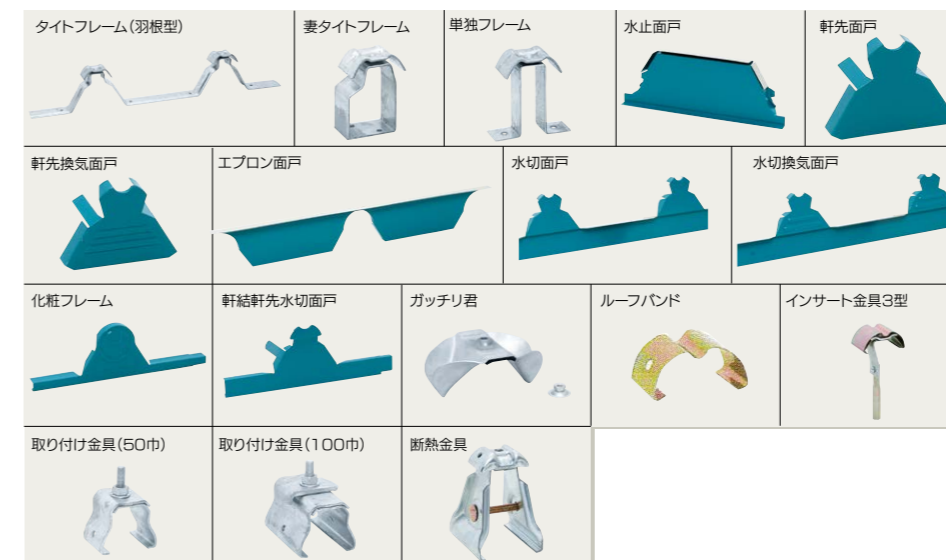 タイトフレーム(羽根型)
妻タイトフレーム
単独フレーム
水止面戸
軒先面戸
軒先換気面戸
エプロン面戸
水切面戸
水切換気面戸
化粧フレーム
軒結軒先水切面戸
ガッチリ君
ルーフバンド
インサート金具3型
取り付け金具(50巾)
取り付け金具(100巾)
断熱金具